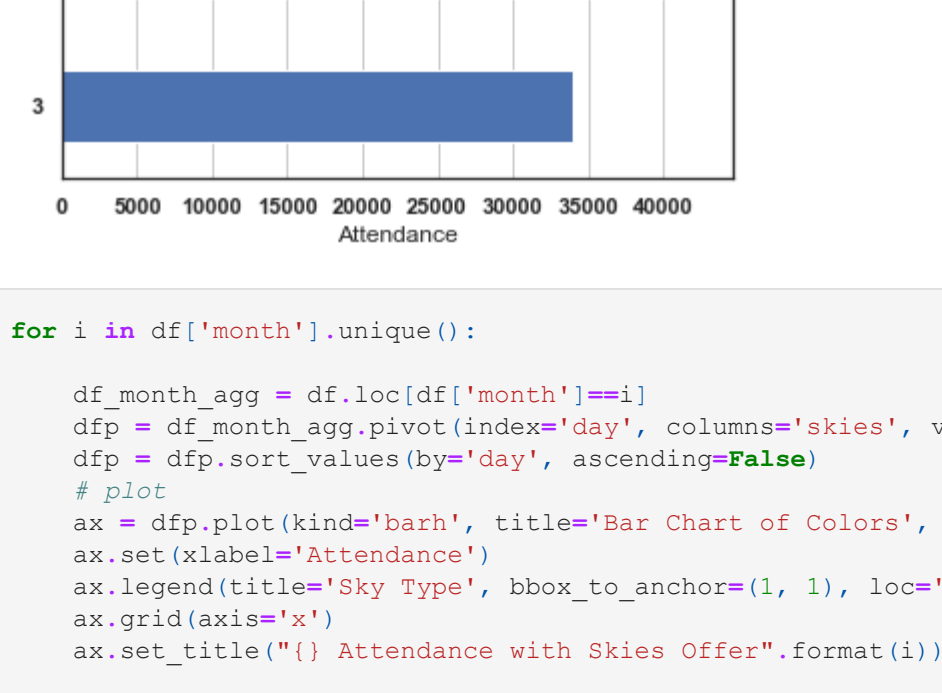 3
0 5000 10000 15000 20000 25000 30000 35000 40000
Attendance
for i in df['month'].unique():
    df_month_agg = df.loc[df['month']==i]
    dfp = df_month_agg.pivot(index='day', columns='skies', v
    dfp = dfp.sort_values(by='day', ascending=False)
    # plot
    ax = dfp.plot(kind='barh', title='Bar Chart of Colors',
    ax.set(xlabel='Attendance')
    ax.legend(title='Sky Type', bbox_to_anchor=(1, 1), loc='
    ax.grid(axis='x')
    ax.set_title("{} Attendance with Skies Offer".format(i))